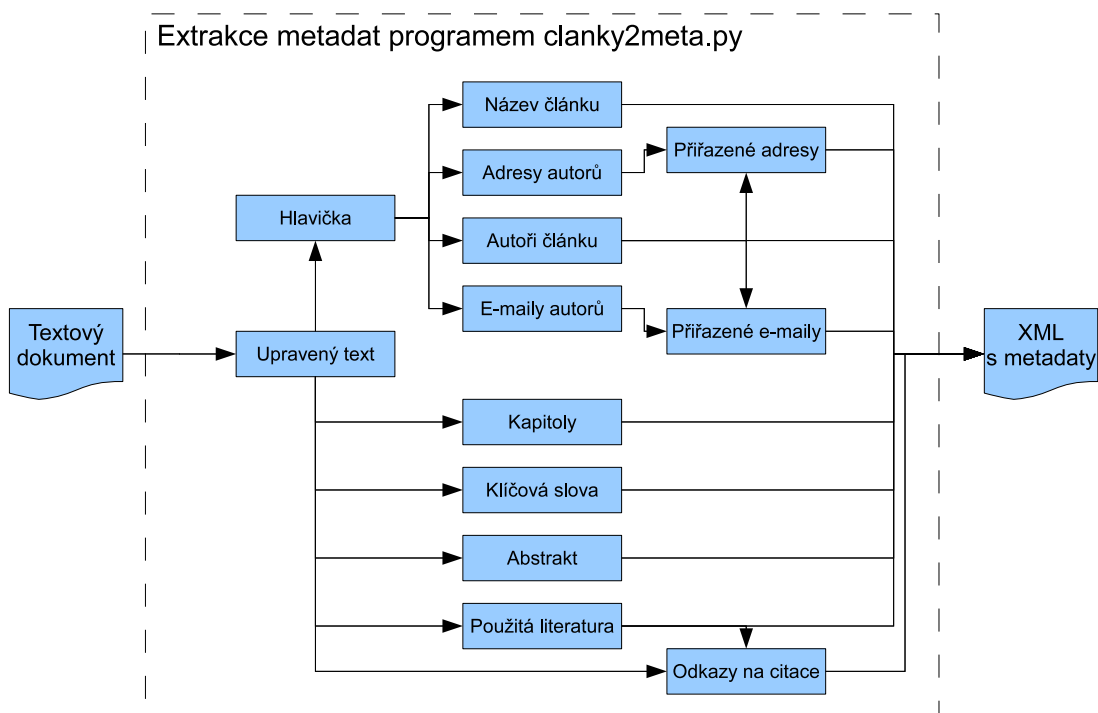 Extrakce metadat programem clanky2meta.py
Název článku
Přiřazené adresy
Adresy autorů
Hlavička
Autoři článku
E-maily autorů
Přiřazené e-maily
Textový
dokument
Upravený text
XML
s metadaty
Kapitoly
Klíčová slova
Abstrakt
Použitá literatura
Odkazy na citace